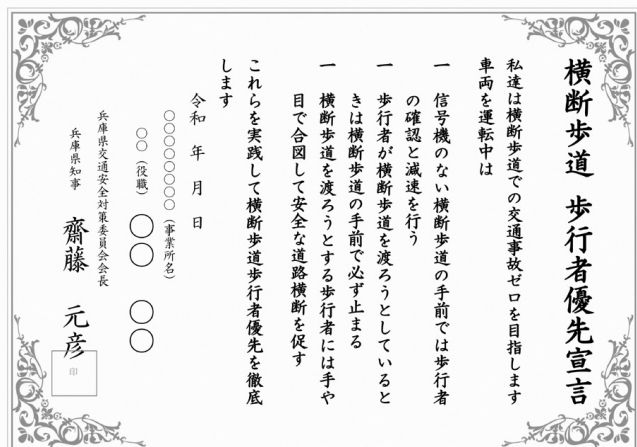 横断歩道 歩行者優先宣言
私達は横断歩道での交通事故ゼロを目指します
車両を運転中は
一 信号機のない横断歩道の手前では歩行者
の確認と減速を行う
一 歩行者が横断歩道を渡ろうとしていると
きは横断歩道の手前で必ず止まる
一 横断歩道を渡ろうとする歩行者には手や
目で合図して安全な道路横断を促す
これらを実践して横断歩道歩行者優先を徹底
します
令和 年 月 日
○○○○○○○○(事業所名)
○○(役職) ○○ ○○
兵庫県交通安全対策委員会会長
兵庫県知事 齋藤 元彦
印